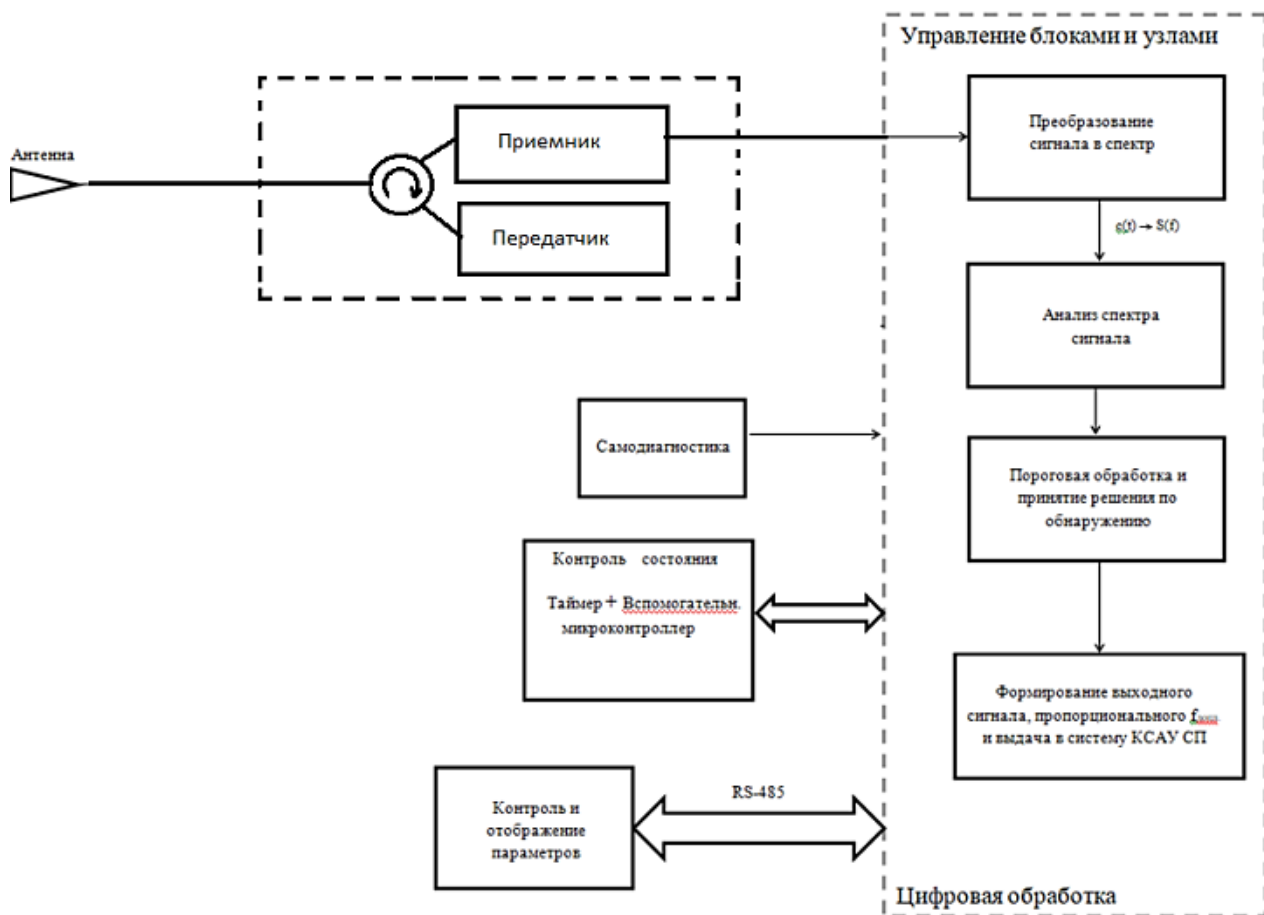 Управление блоками и узлами
Антенна
Приемник
Передатчик
Преобразование
сигнала в спектр
g(t) → S(f)
Анализ спектра
сигнала
Самодиагностика
Пороговая обработка и
принятие решения по
обнаружению
Контроль состояния
Таймер + Вспомогательн.
микроконтроллер
Формирование выходного
сигнала, пропорционального f
и выдача в систему КСАУ СП
RS-485
Контроль и
отображение
параметров
Цифровая обработка